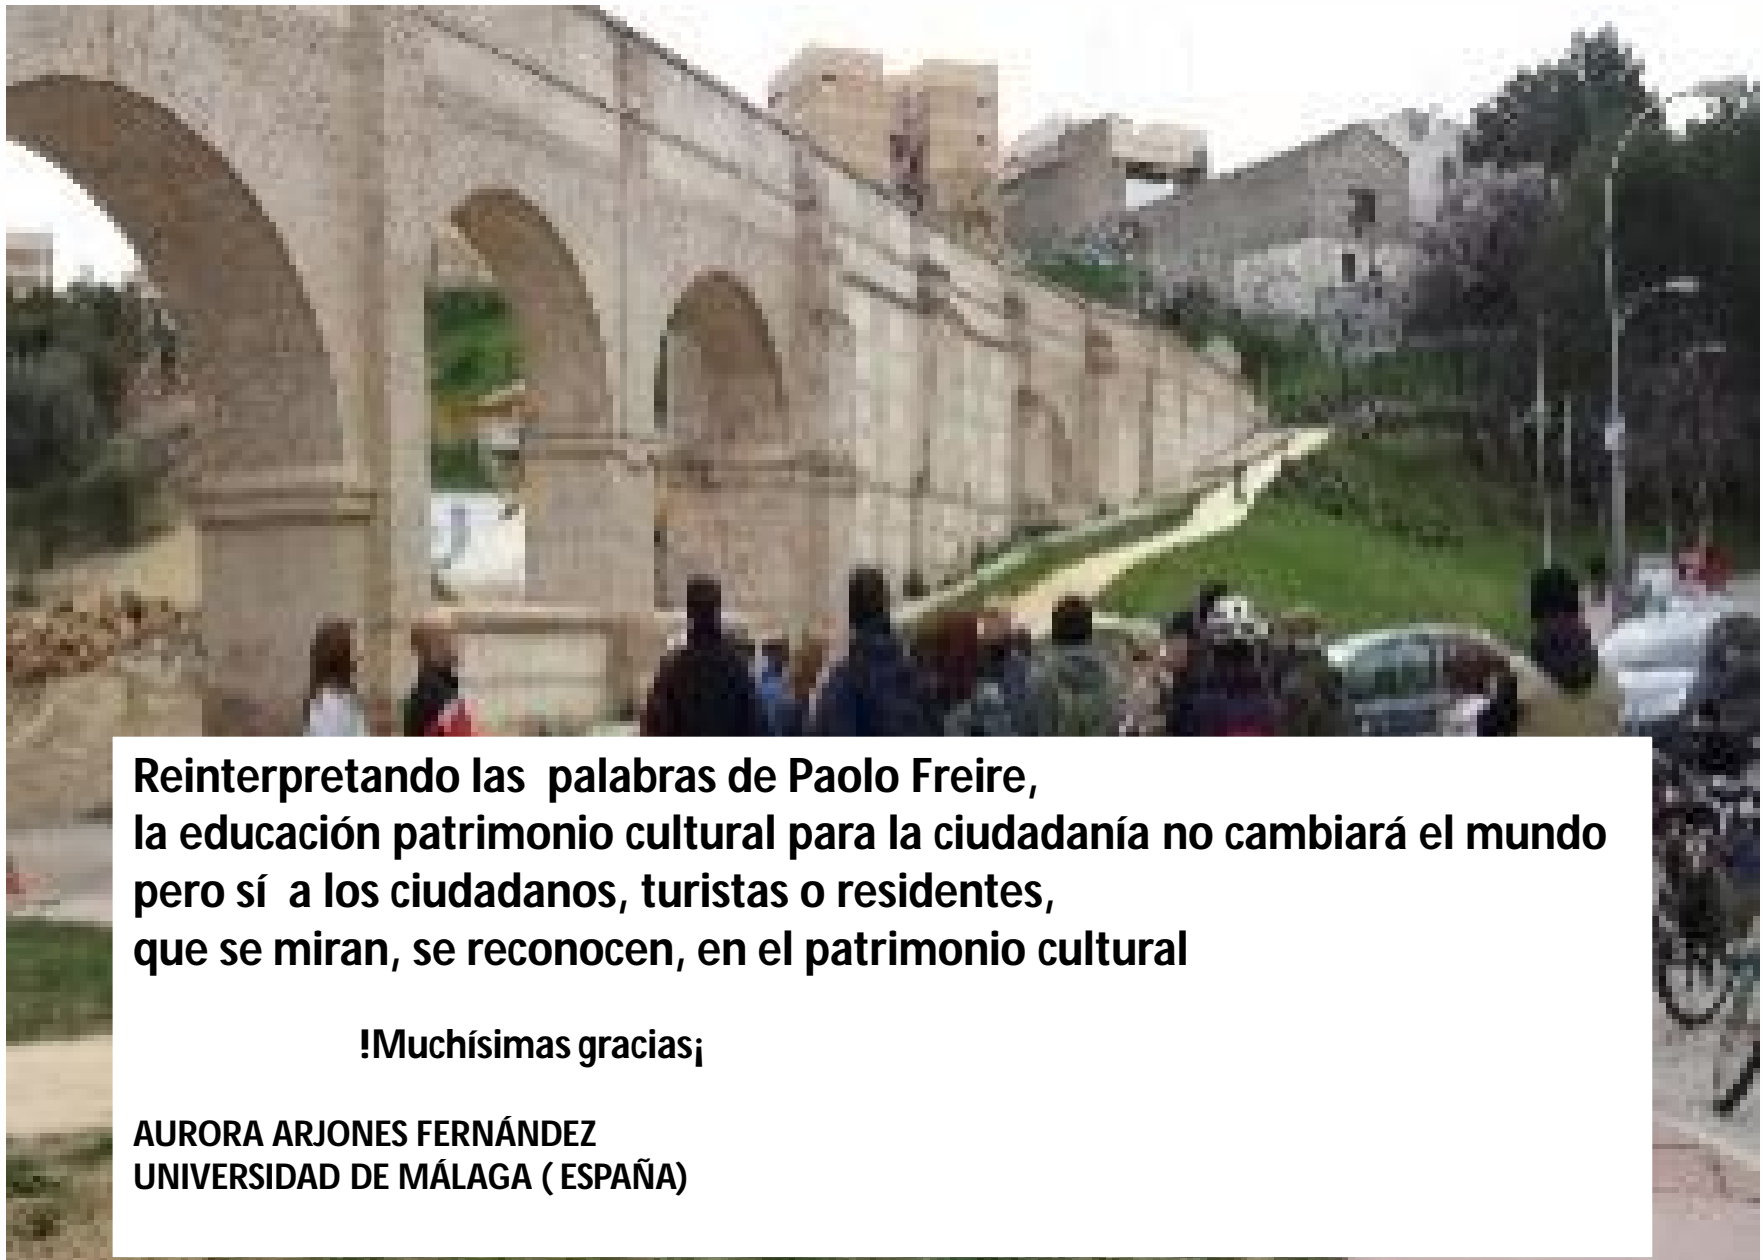 Reinterpretando las  palabras de Paolo Freire,
la educación patrimonio cultural para la ciudadanía no cambiará el mundo
pero sí  a los ciudadanos, turistas o residentes,
que se miran, se reconocen, en el patrimonio cultural
!Muchísimas gracias¡
AURORA ARJONES FERNÁNDEZ
UNIVERSIDAD DE MÁLAGA ( ESPAÑA)